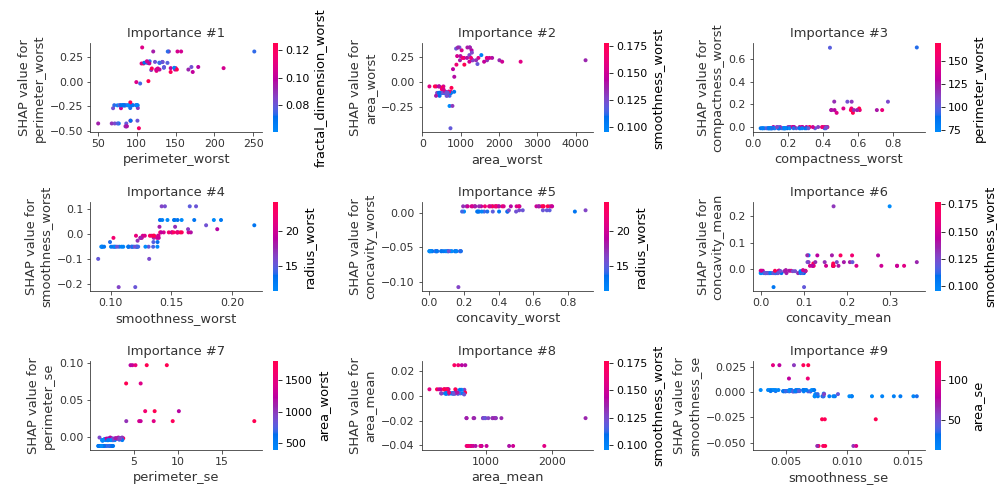 Importance #1
SHAP value for
perimeter_worst
0.25
0.00
−0.25
−0.50
50
100
150
200
250
perimeter_worst
0.12
0.10
0.08
fractal_dimension_worst
Importance #2
SHAP value for
area_worst
0.25
0.00
−0.25
0
1000
2000
3000
4000
area_worst
0.175
0.150
0.125
0.100
smoothness_worst
Importance #3
SHAP value for
compactness_worst
0.6
0.4
0.2
0.0
0.0
0.2
0.4
0.6
0.8
compactness_worst
150
100
75
125
perimeter_worst
Importance #4
SHAP value for
smoothness_worst
0.1
0.0
−0.1
−0.2
0.10
0.15
0.20
smoothness_worst
20
15
radius_worst
Importance #5
SHAP value for
concavity_worst
0.00
−0.05
−0.10
0.0
0.2
0.4
0.6
0.8
concavity_worst
20
15
radius_worst
Importance #6
SHAP value for
concavity_mean
0.2
0.1
0.0
0.0
0.1
0.2
0.3
concavity_mean
0.175
0.150
0.125
0.100
smoothness_worst
Importance #7
SHAP value for
perimeter_se
0.10
0.05
0.00
5
10
15
perimeter_se
1500
1000
500
area_worst
Importance #8
SHAP value for
area_mean
0.02
0.00
−0.02
−0.04
1000
2000
area_mean
0.175
0.150
0.125
0.100
smoothness_worst
Importance #9
SHAP value for
smoothness_se
0.025
0.000
−0.025
−0.050
0.005
0.010
0.015
smoothness_se
100
50
area_se